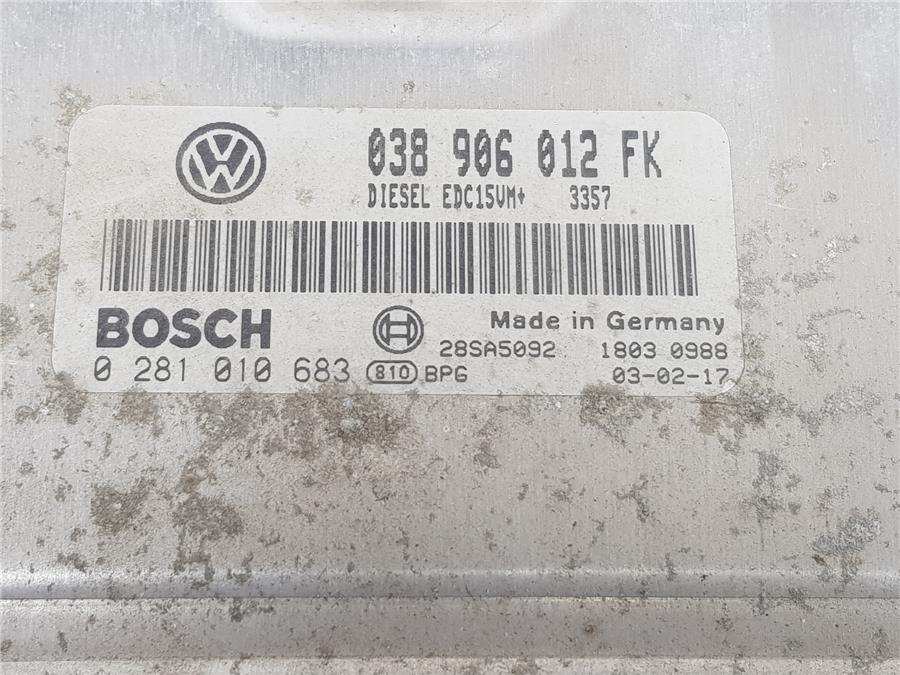 038 906 012 FK
DIESEL EDC15VM+ 3357
BOSCH
Made in Germany
28SA5092 1803 0988
0 281 010 683 810 BPG 03-02-17